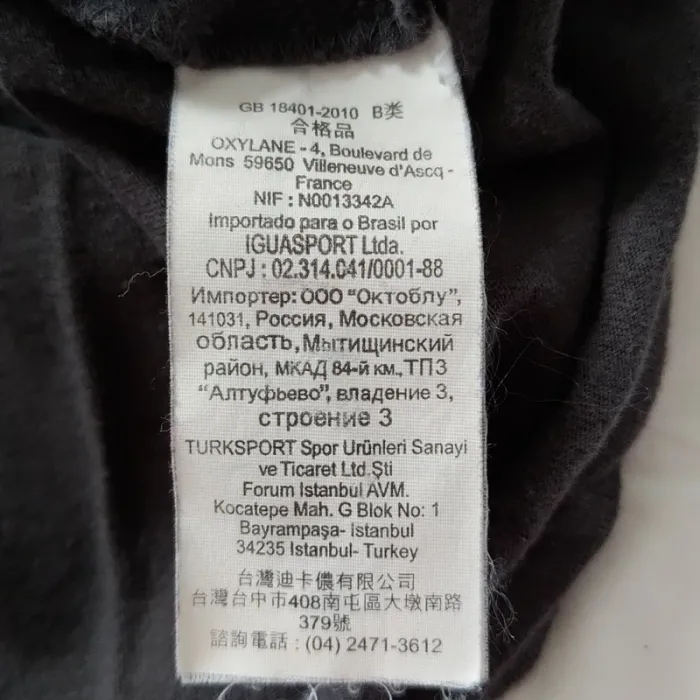 GB 18401-2010 B类
合格品
OXYLANE - 4, Boulevard de
Mons 59650 Villeneuve d'Ascq -
France
NIF : N0013342A
Importado para o Brasil por
IGUASPORT Ltda.
CNPJ : 02.314.041/0001-88
Импортер: ООО "Октоблу",
141031, Россия, Московская
область, Мытищинский
район, МКАД 84-й км., ТПЗ
"Алтуфьево", владение 3,
строение 3
TURKSPORT Spor Urünleri Sanayi
ve Ticaret Ltd.Şti
Forum Istanbul AVM.
Kocatepe Mah. G Blok No: 1
Bayrampaşa- Istanbul
34235 Istanbul- Turkey
台灣迪卡儂有限公司
台灣台中市408南屯區大墩南路
379號
諮詢電話 : (04) 2471-3612